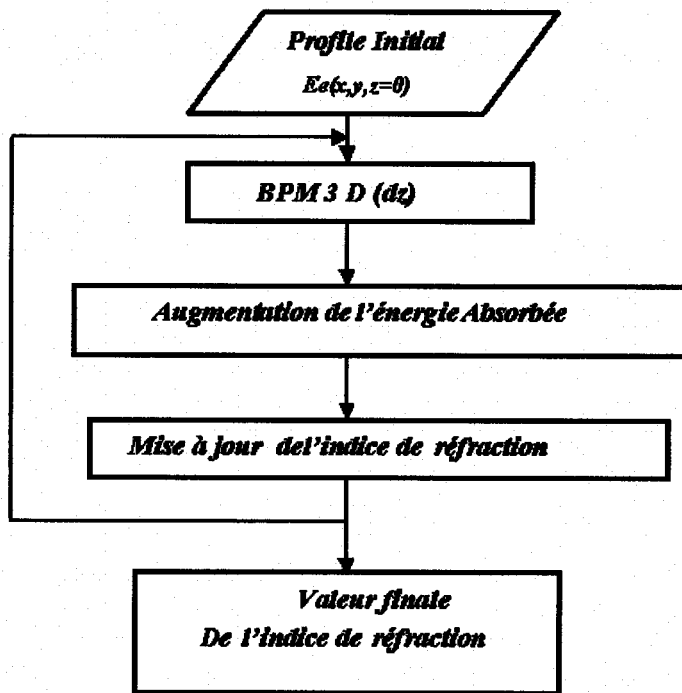 Profile Initial
Ee(x,y,z=0)
BPM 3 D (dz)
Augmentation de l'énergie Absorbée
Mise à jour del'indice de réfraction
Valeur finale
De l'indice de réfraction